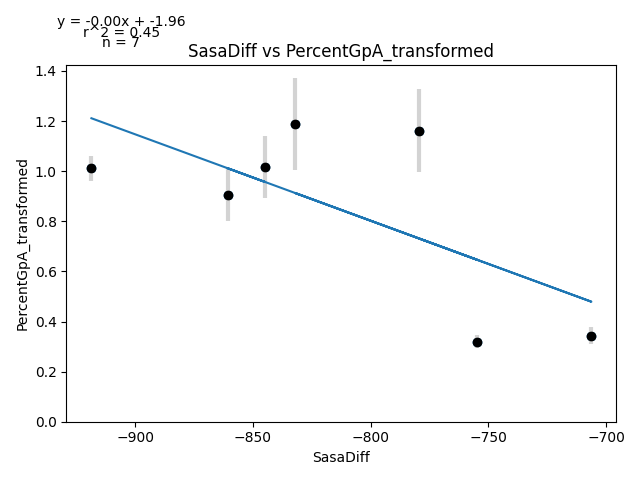 y = -0.00x + -1.96
r^2 = 0.45
n = 7
SasaDiff vs PercentGpA_transformed
1.4
1.2
1.0
0.8
0.6
0.4
0.2
0.0
PercentGpA_transformed
−900
−850
−800
−750
−700
SasaDiff